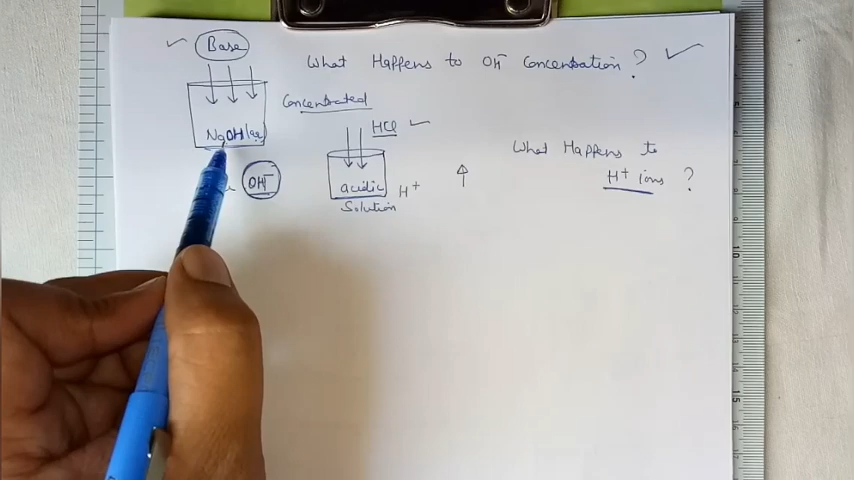 Base
What Happens to OH⁻ Concentration ?
Concentrated
NaOH(aq)
HCl
acidic
H⁺
Solution
OH⁻
What Happens to
H⁺ ions ?